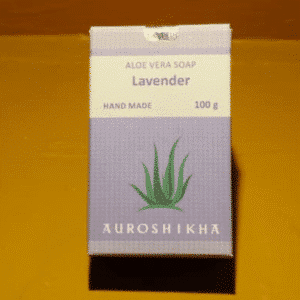 ALOE VERA SOAP
Lavender
HAND MADE 100 g
AUROSHIKHA